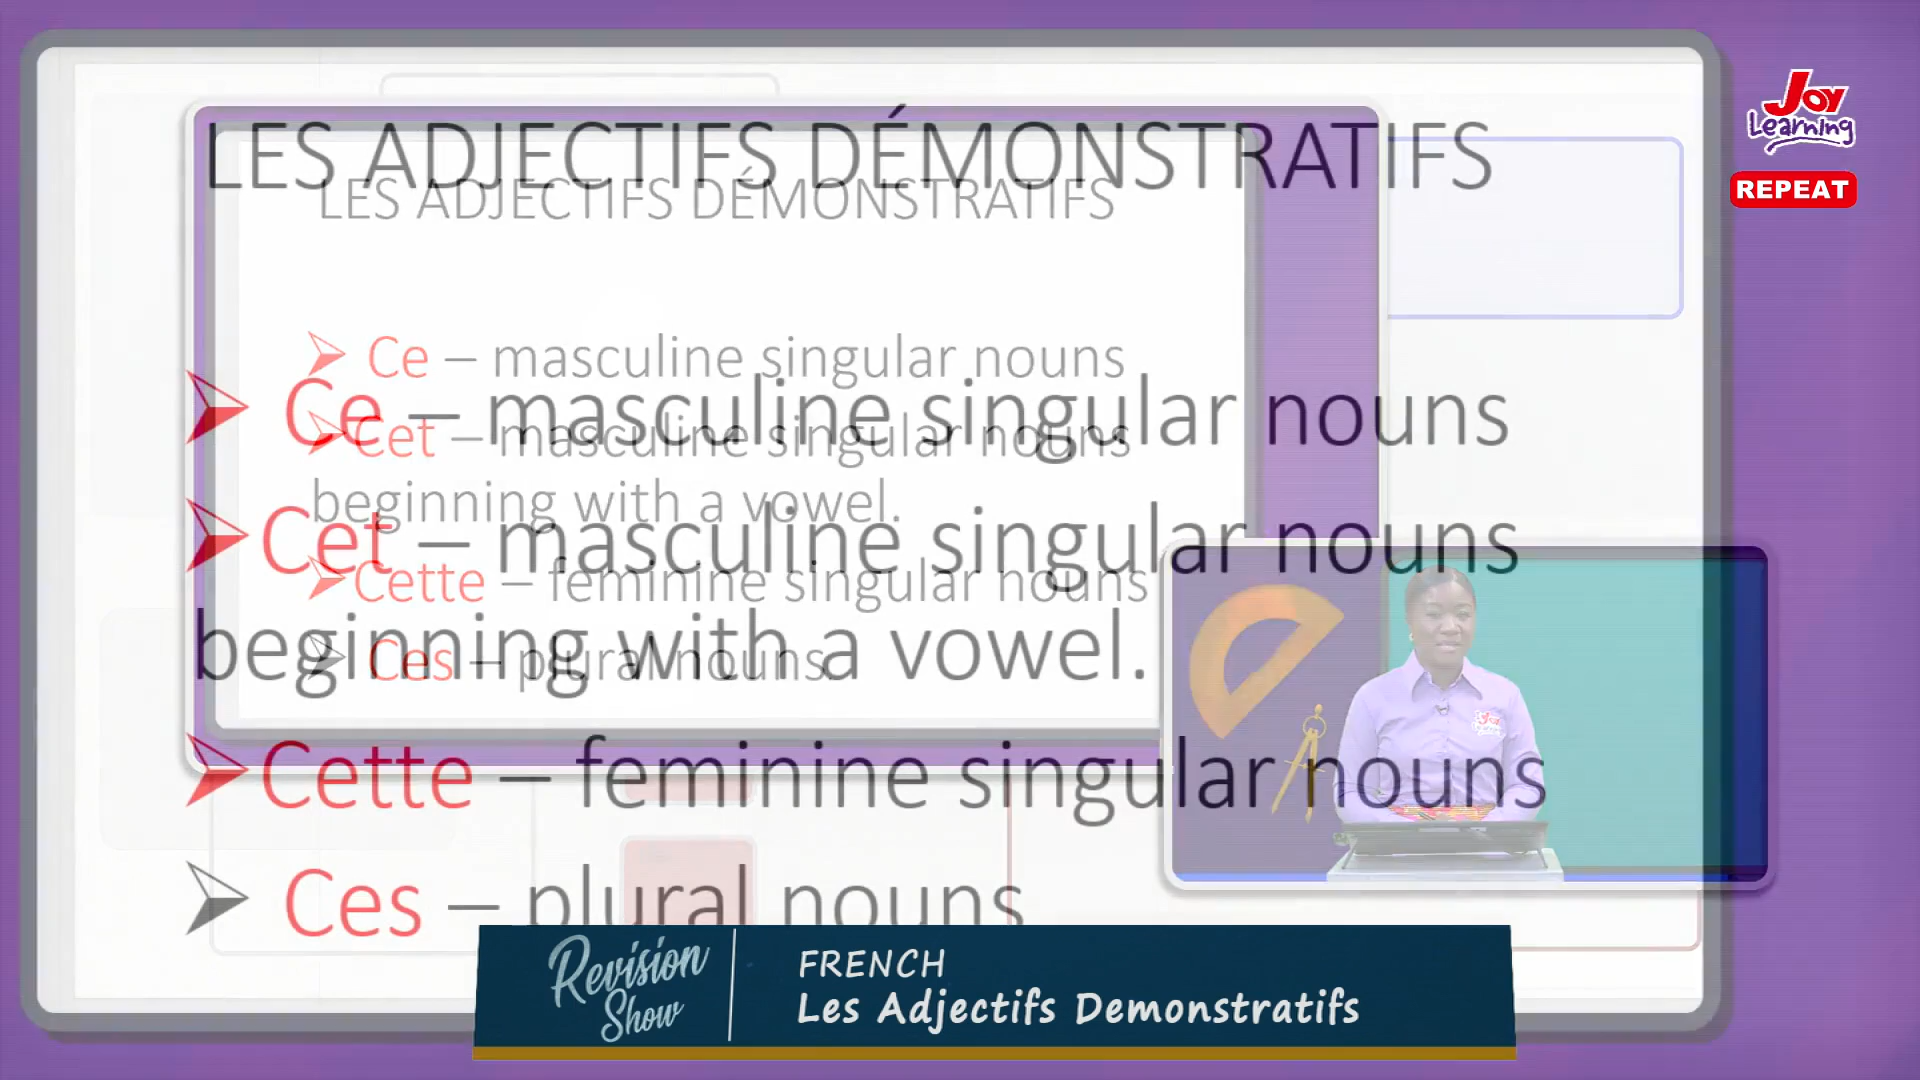 LES ADJECTIFS DÉMONSTRATIFS
Ce – masculine singular nouns
Cet – masculine singular nouns
beginning with a vowel.
Cette – feminine singular nouns
Ces – plural nouns
LES ADJECTIFS DÉMONSTRATIFS
Ce – masculine singular nouns
Cet – masculine singular nouns
beginning with a vowel.
Cette – feminine singular nouns
Ces – plural nouns.
Joy
Learning
REPEAT
Revision
Show
FRENCH
Les Adjectifs Demonstratifs